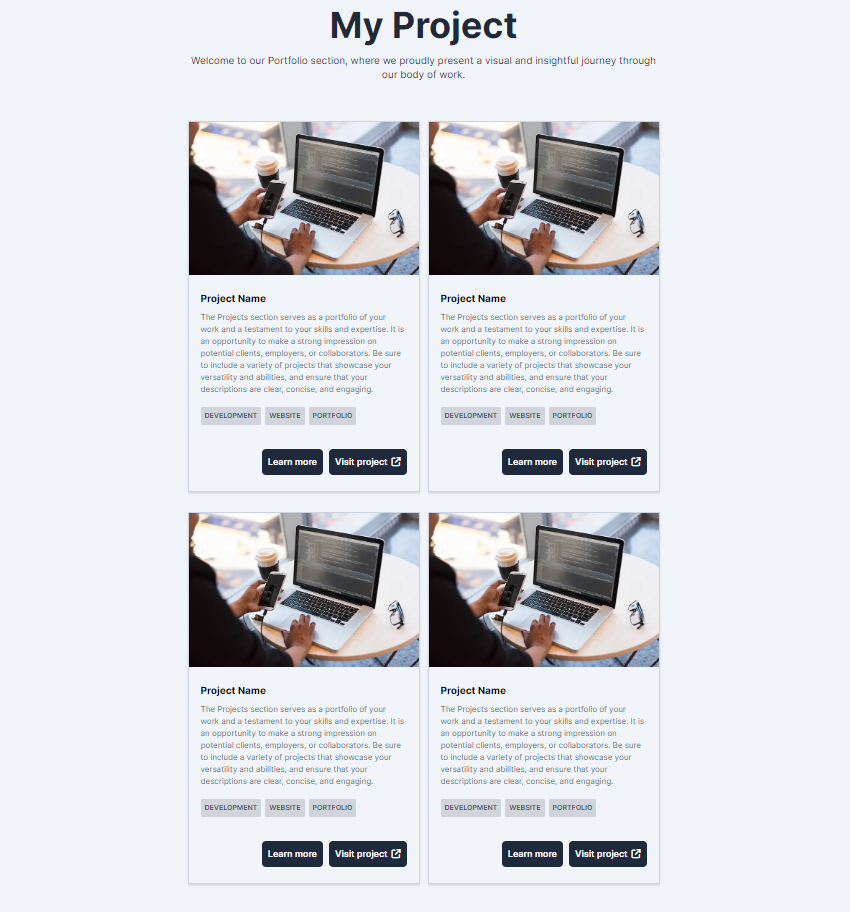 My Project
Welcome to our Portfolio section, where we proudly present a visual and insightful journey through
our body of work.
Project Name
The Projects section serves as a portfolio of your
work and a testament to your skills and expertise. It is
an opportunity to make a strong impression on
potential clients, employers, or collaborators. Be sure
to include a variety of projects that showcase your
versatility and abilities, and ensure that your
descriptions are clear, concise, and engaging.
DEVELOPMENT WEBSITE PORTFOLIO
Learn more Visit project
Project Name
The Projects section serves as a portfolio of your
work and a testament to your skills and expertise. It is
an opportunity to make a strong impression on
potential clients, employers, or collaborators. Be sure
to include a variety of projects that showcase your
versatility and abilities, and ensure that your
descriptions are clear, concise, and engaging.
DEVELOPMENT WEBSITE PORTFOLIO
Learn more Visit project
Project Name
The Projects section serves as a portfolio of your
work and a testament to your skills and expertise. It is
an opportunity to make a strong impression on
potential clients, employers, or collaborators. Be sure
to include a variety of projects that showcase your
versatility and abilities, and ensure that your
descriptions are clear, concise, and engaging.
DEVELOPMENT WEBSITE PORTFOLIO
Learn more Visit project
Project Name
The Projects section serves as a portfolio of your
work and a testament to your skills and expertise. It is
an opportunity to make a strong impression on
potential clients, employers, or collaborators. Be sure
to include a variety of projects that showcase your
versatility and abilities, and ensure that your
descriptions are clear, concise, and engaging.
DEVELOPMENT WEBSITE PORTFOLIO
Learn more Visit project